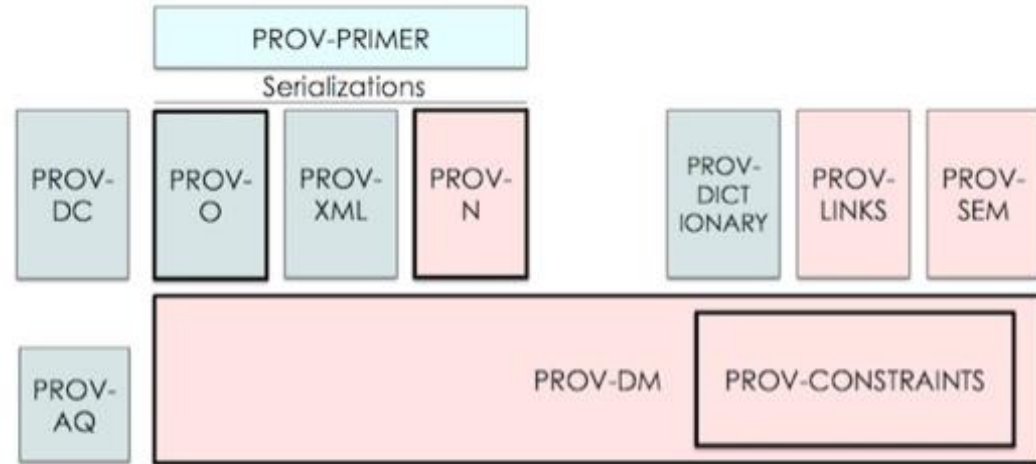 PROV-PRIMER
Serializations
PROV-
DC
PROV-
O
PROV-
XML
PROV-
N
PROV-
DICT
IONARY
PROV-
LINKS
PROV-
SEM
PROV-
AQ
PROV-DM
PROV-CONSTRAINTS